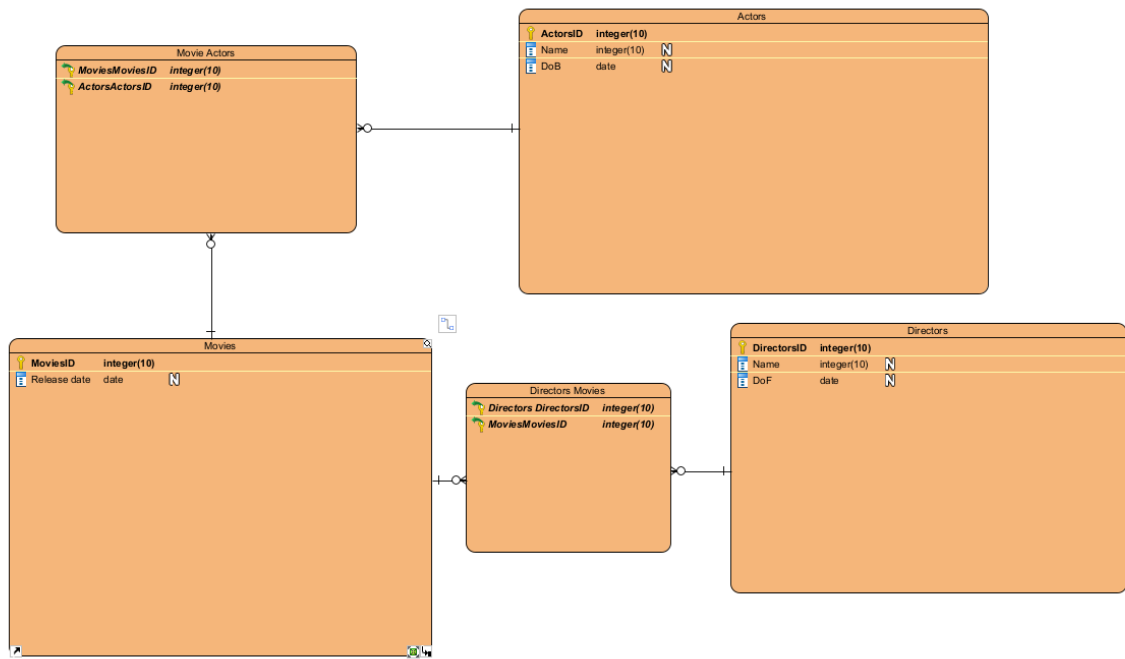 Movie Actors
MoviesMoviesID integer(10)
ActorsActorsID integer(10)
Actors
ActorsID integer(10)
Name integer(10) N
DoB date N
Movies
MoviesID integer(10)
Release date date N
Directors Movies
Directors DirectorsID integer(10)
MoviesMoviesID integer(10)
Directors
DirectorsID integer(10)
Name integer(10) N
DoF date N